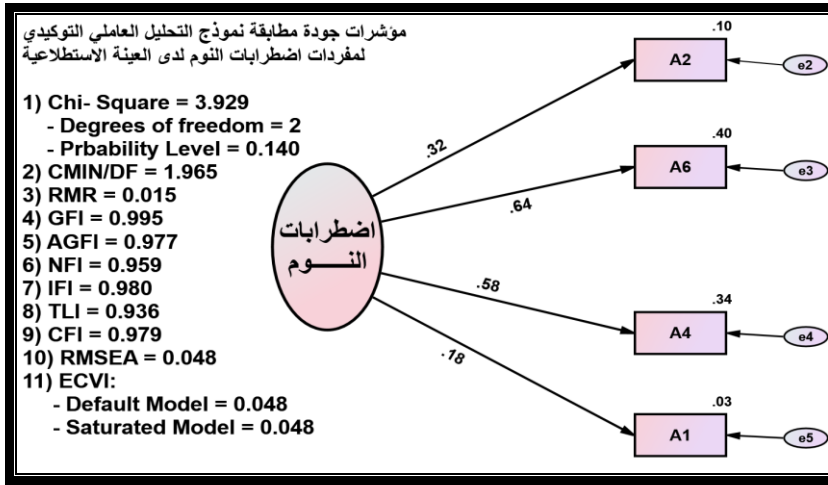 مؤشرات جودة مطابقة نموذج التحليل العاملي التوكيدي
لمفردات اضطرابات النوم لدى العينة الاستطلاعية
1) Chi- Square = 3.929
- Degrees of freedom = 2
- Prbability Level = 0.140
2) CMIN/DF = 1.965
3) RMR = 0.015
4) GFI = 0.995
5) AGFI = 0.977
6) NFI = 0.959
7) IFI = 0.980
8) TLI = 0.936
9) CFI = 0.979
10) RMSEA = 0.048
11) ECVI:
- Default Model = 0.048
- Saturated Model = 0.048
اضطرابات
النـــــوم
.32
.64
.58
.18
.10
A2
e2
.40
A6
e3
.34
A4
e4
.03
A1
e5